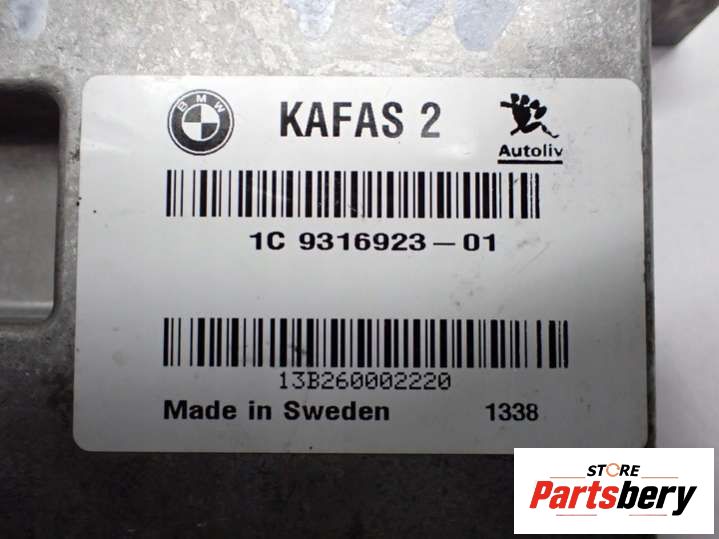 BMW
KAFAS 2
Autoliv
1C 9316923-01
13B260002220
Made in Sweden 1338
STORE
Partsbery